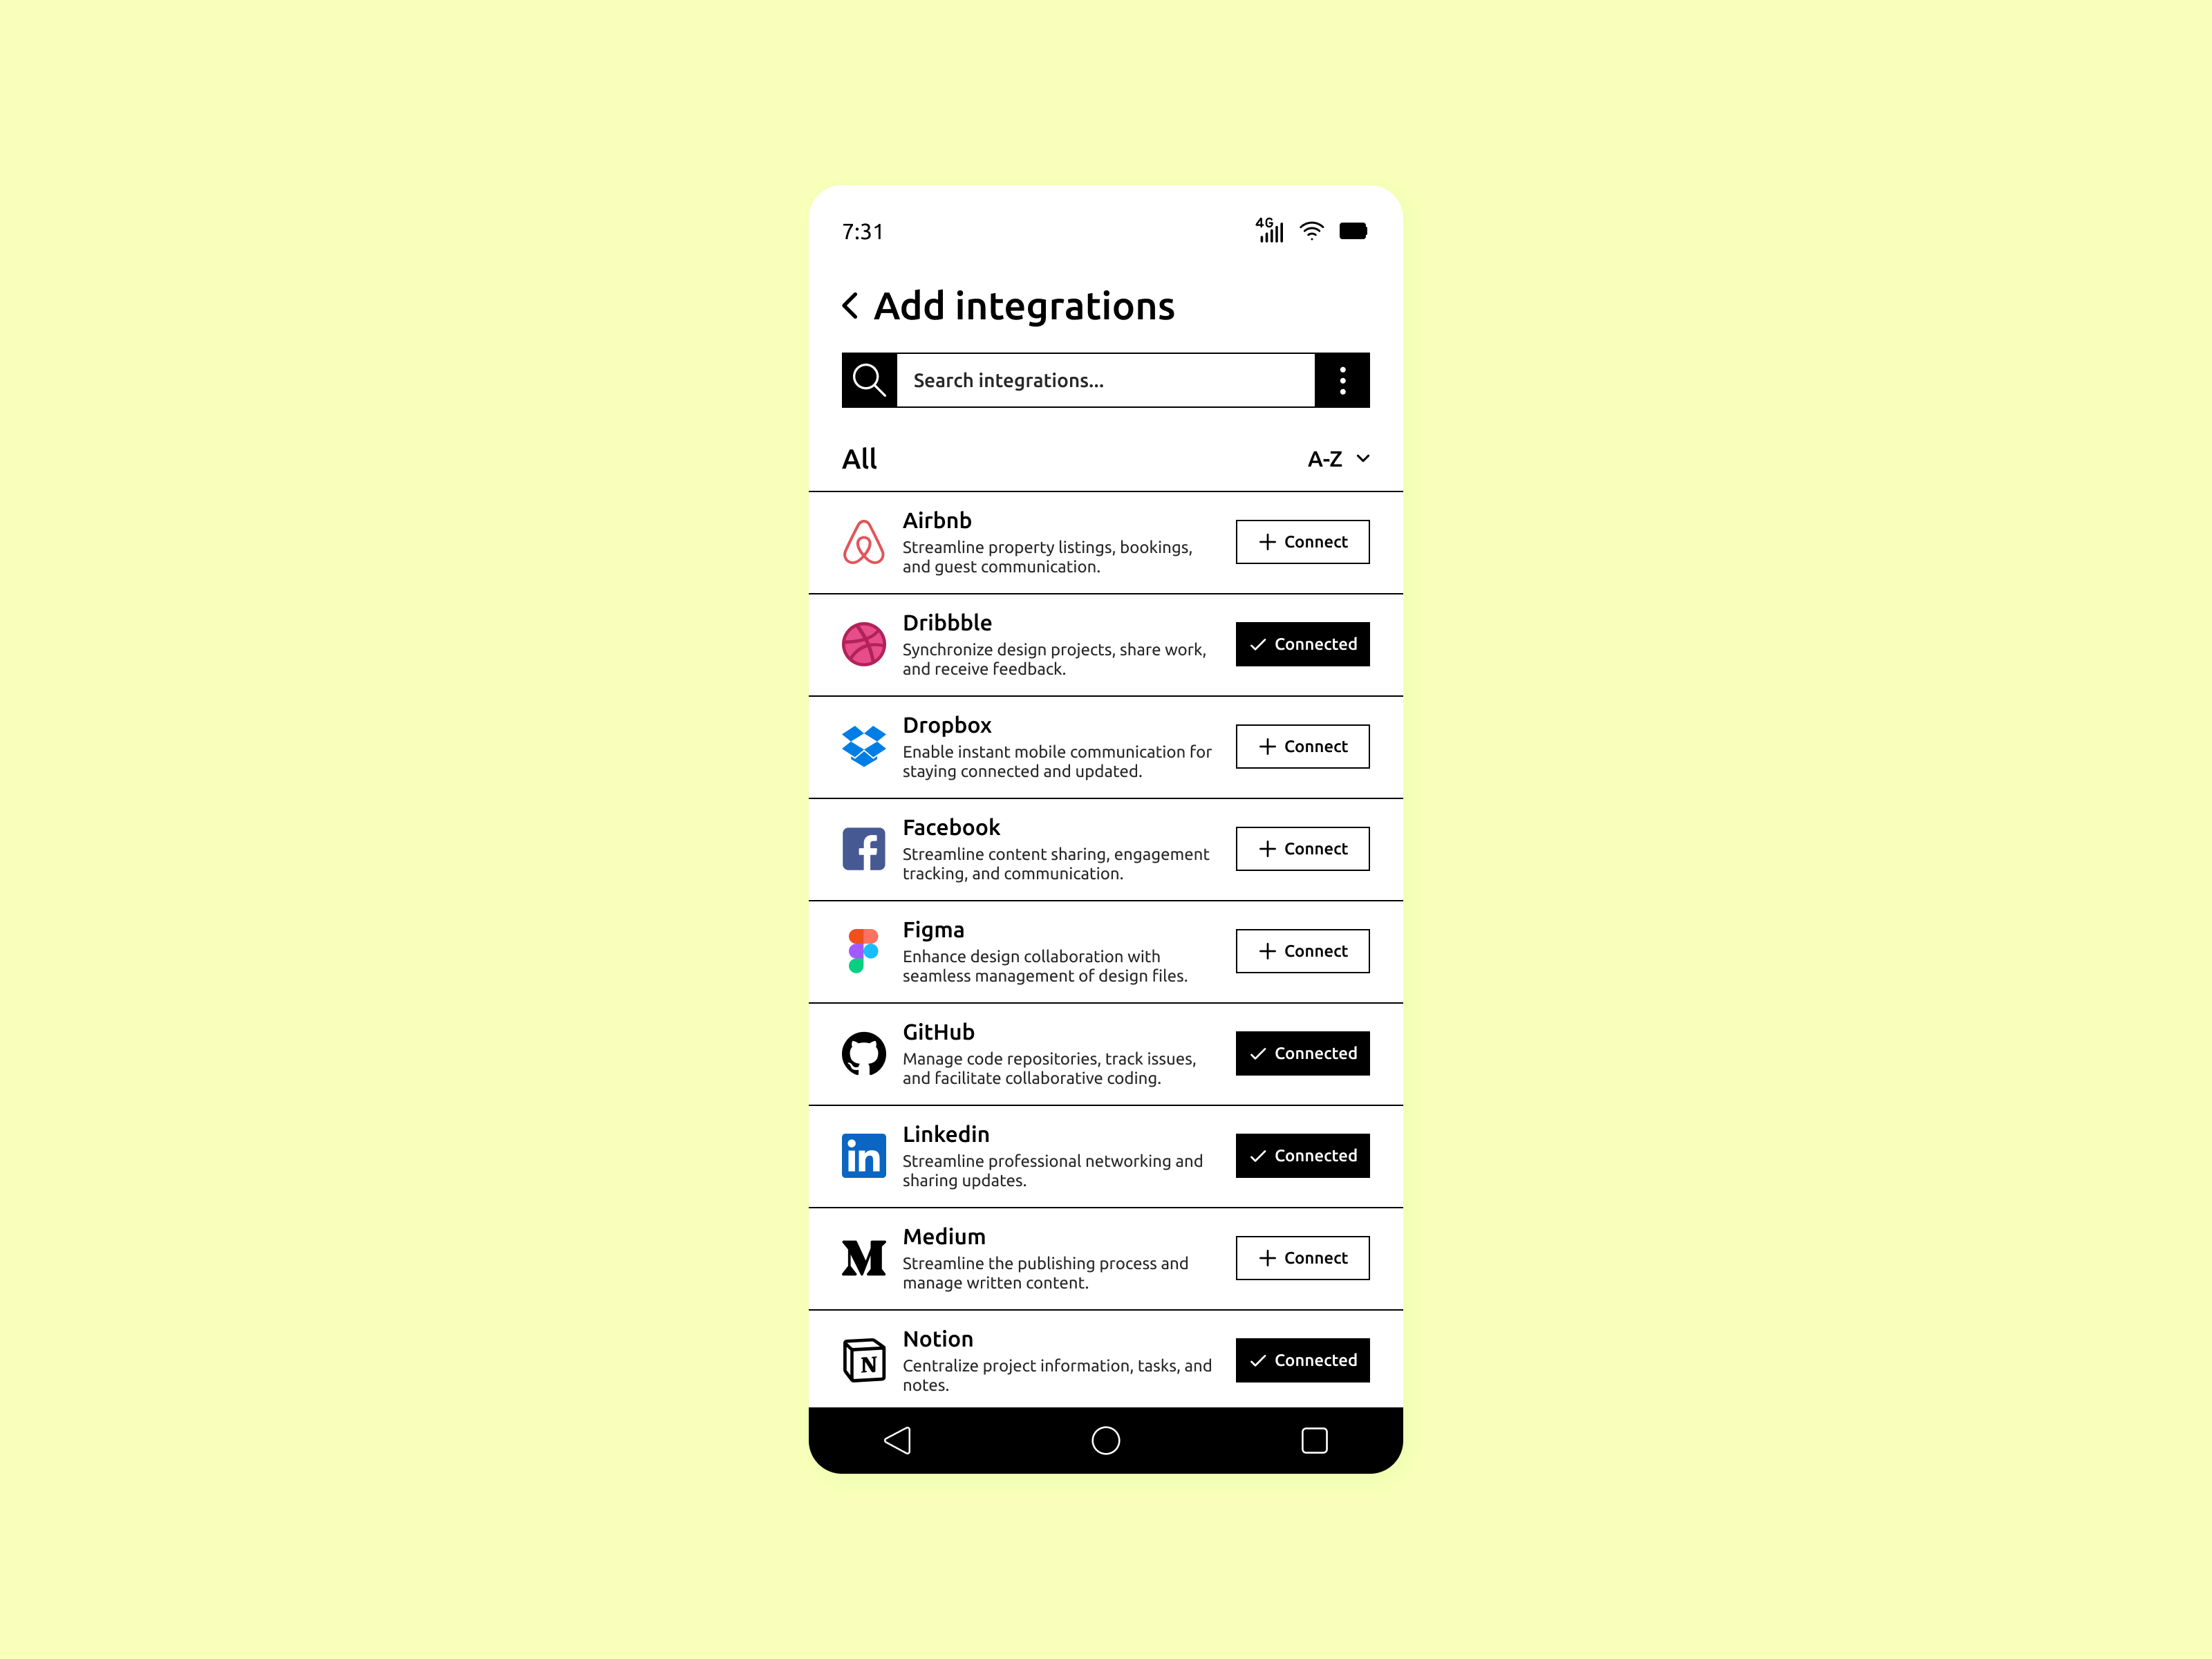 7:31
4G
Add integrations
Search integrations...
All
A-Z
Airbnb
Streamline property listings, bookings,
and guest communication.
Connect
Dribbble
Synchronize design projects, share work,
and receive feedback.
Connected
Dropbox
Enable instant mobile communication for
staying connected and updated.
Connect
Facebook
Streamline content sharing, engagement
tracking, and communication.
Connect
Figma
Enhance design collaboration with
seamless management of design files.
Connect
GitHub
Manage code repositories, track issues,
and facilitate collaborative coding.
Connected
in
Linkedin
Streamline professional networking and
sharing updates.
Connected
M
Medium
Streamline the publishing process and
manage written content.
Connect
N
Notion
Centralize project information, tasks, and
notes.
Connected